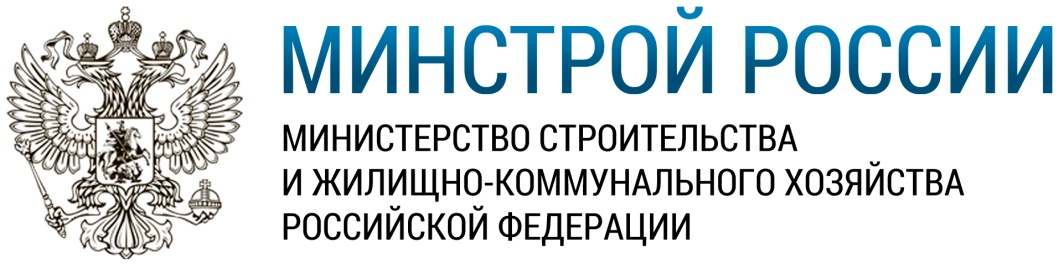 МИНСТРОЙ РОССИИ
МИНИСТЕРСТВО СТРОИТЕЛЬСТВА
И ЖИЛИЩНО-КОММУНАЛЬНОГО ХОЗЯЙСТВА
РОССИЙСКОЙ ФЕДЕРАЦИИ